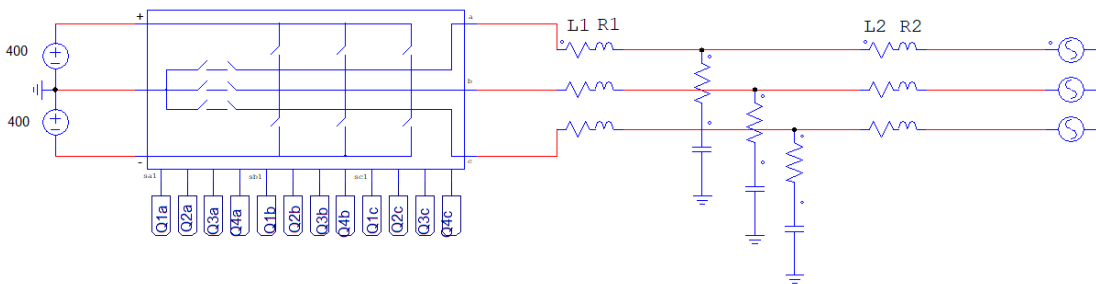 400
400
+
-
a
b
c
L1 R1
L2 R2
sa1
sb1
sc1
Q1a
Q2a
Q3a
Q4a
Q1b
Q2b
Q3b
Q4b
Q1c
Q2c
Q3c
Q4c